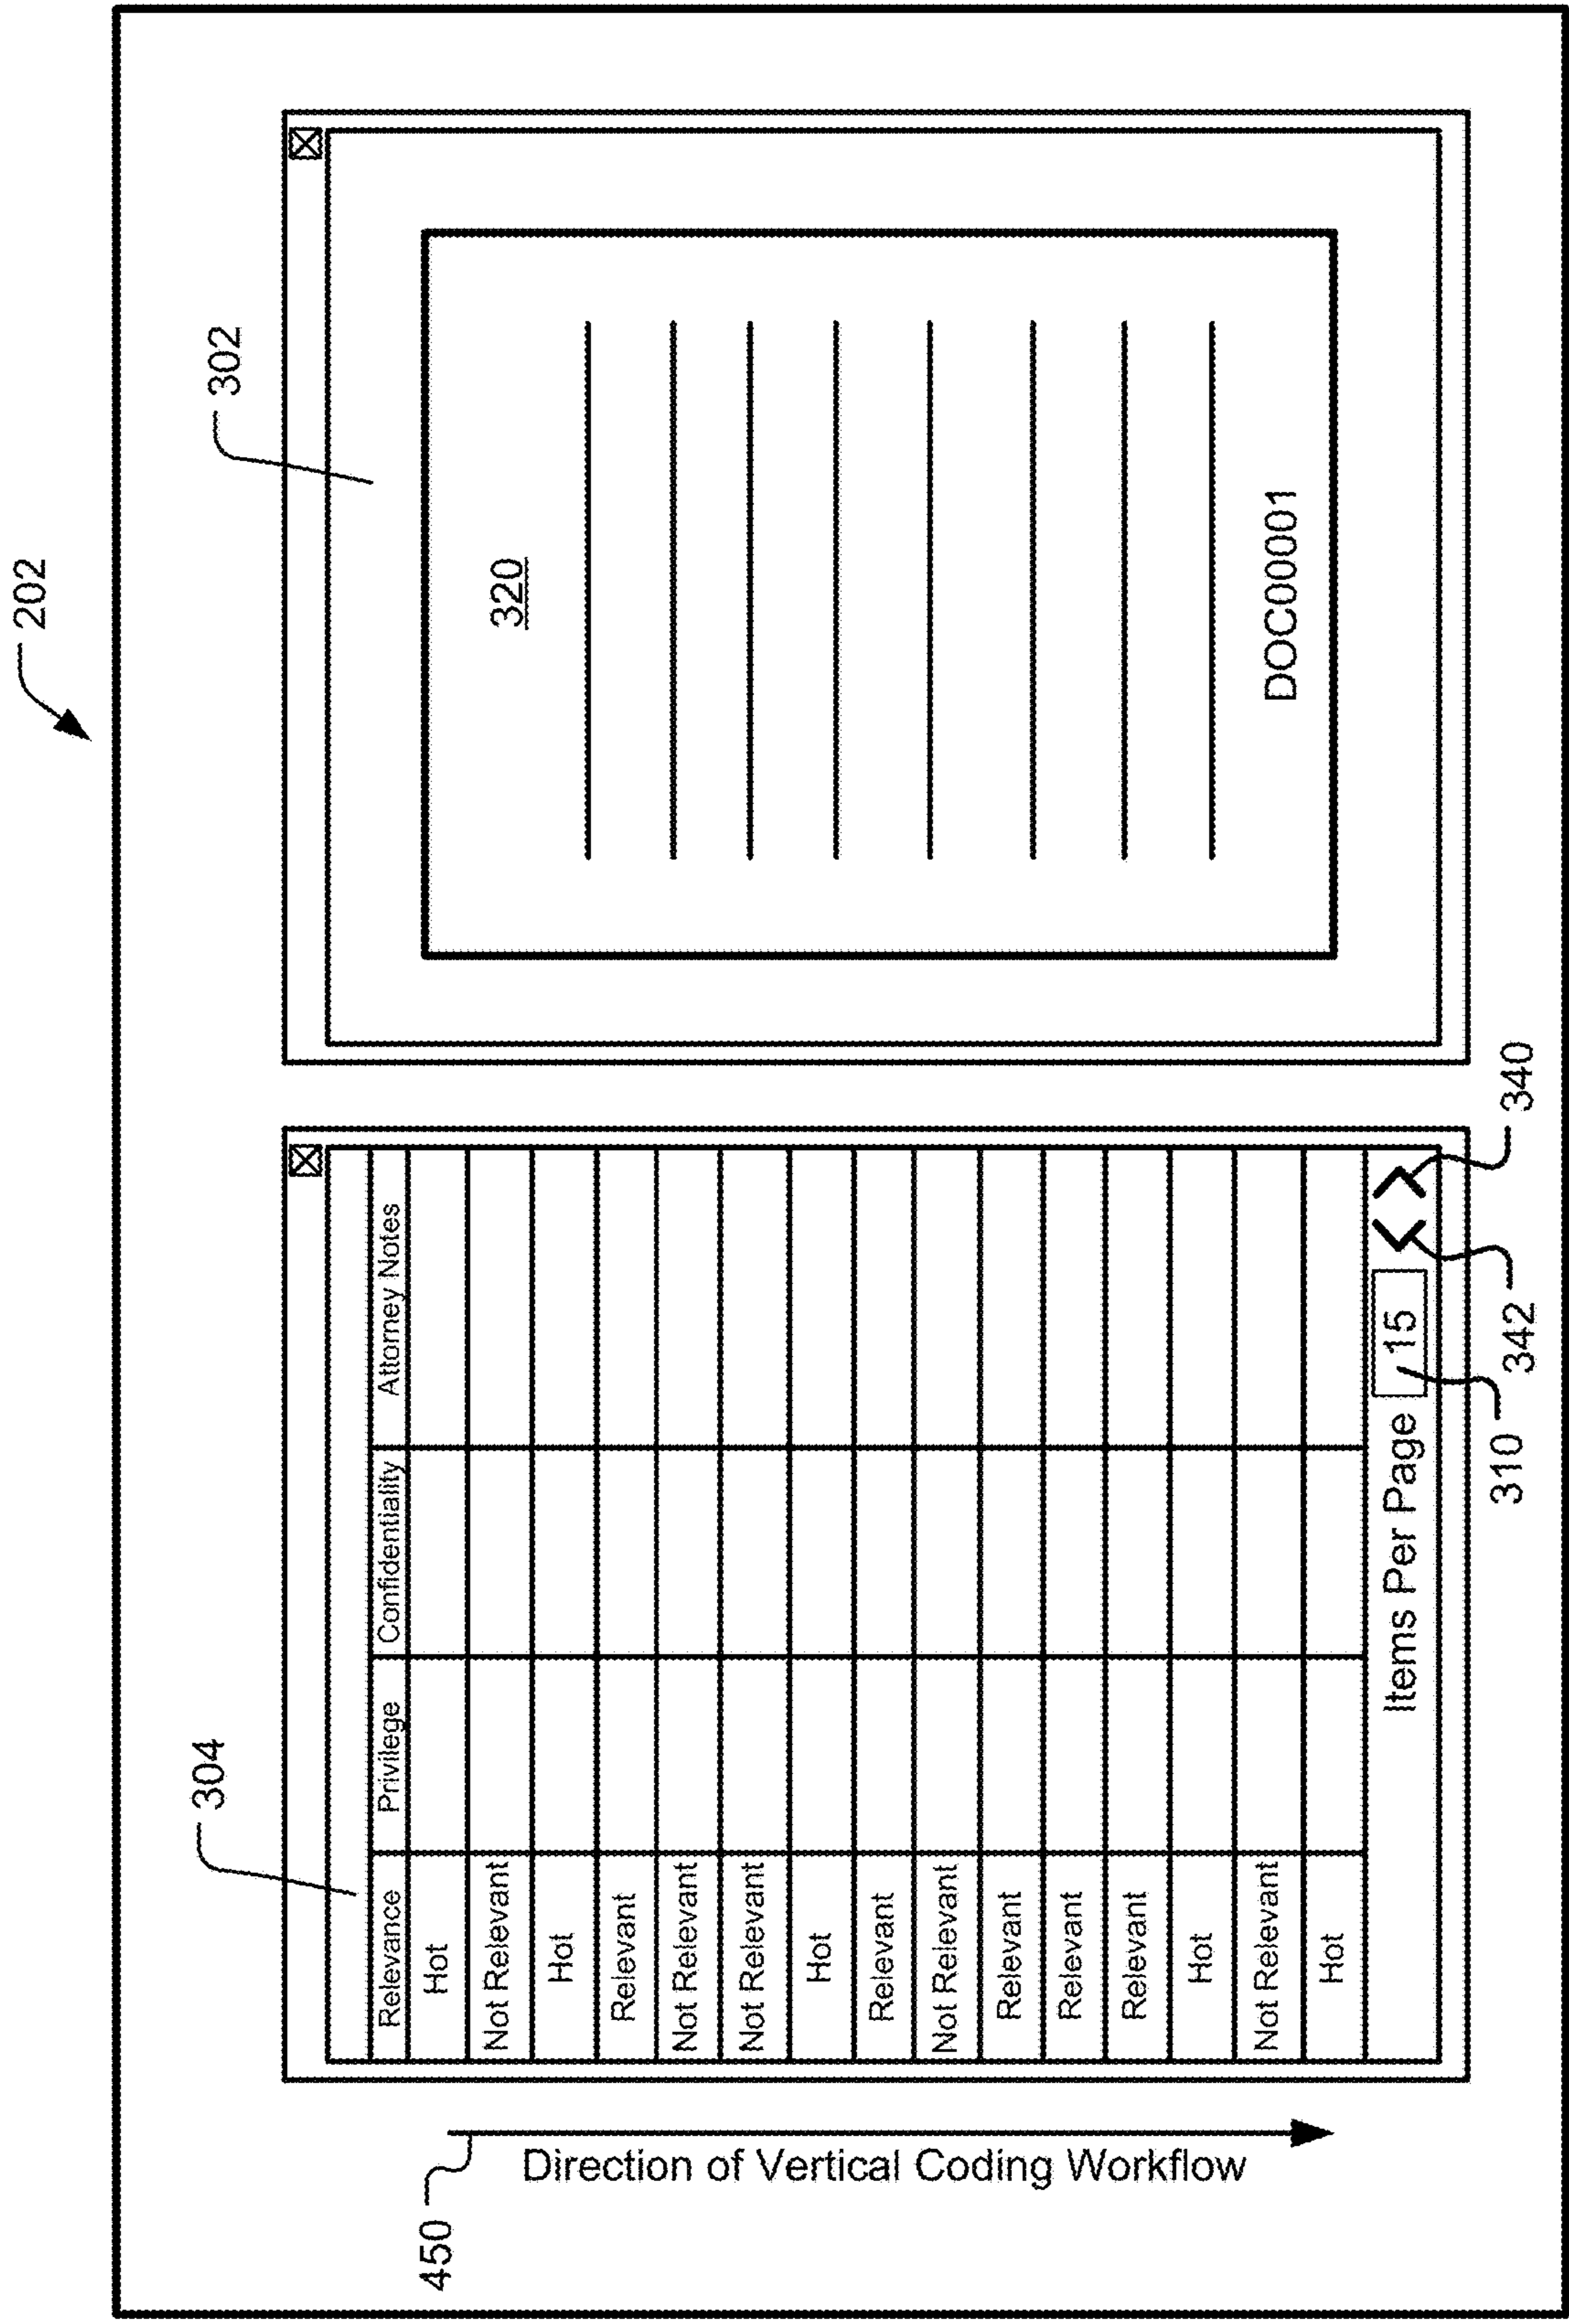 202
304
302
Relevance Privilege Confidentiality Attorney Notes
Hot
Not Relevant
Hot
Relevant
Not Relevant
Not Relevant
Hot
Relevant
Not Relevant
Relevant
Relevant
Relevant
Hot
Not Relevant
Hot
Items Per Page 15 < >
310
342
340
320
DOC00001
450
Direction of Vertical Coding Workflow